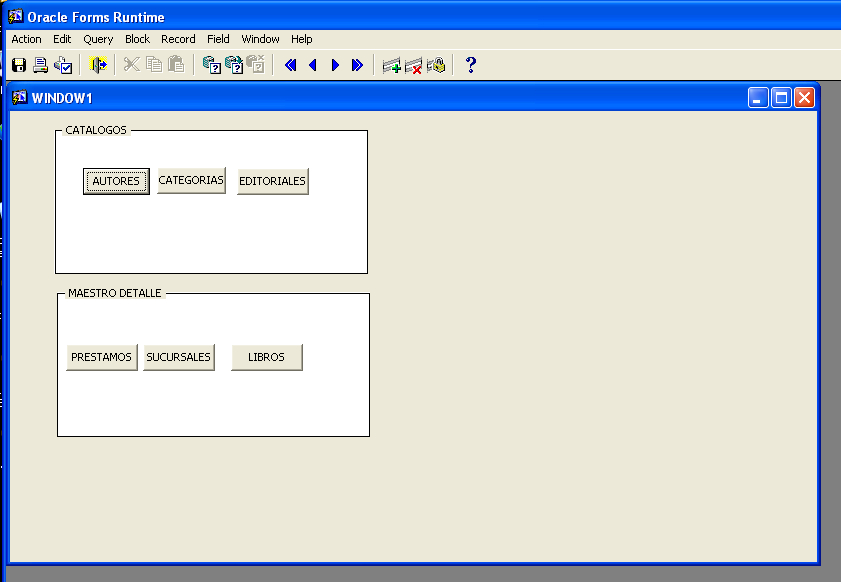 Oracle Forms Runtime
Action Edit Query Block Record Field Window Help
WINDOW1
CATALOGOS
AUTORES CATEGORIAS EDITORIALES
MAESTRO DETALLE
PRESTAMOS SUCURSALES LIBROS